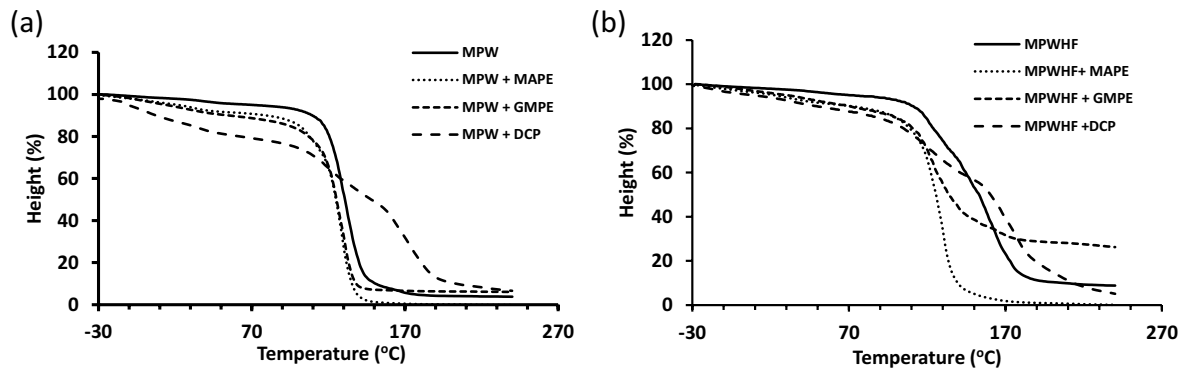 (a)
120
100
80
60
40
20
0
-30
70
170
270
Height (%)
Temperature (°C)
MPW
MPW + MAPE
MPW + GMPE
MPW + DCP
(b)
120
100
80
60
40
20
0
-30
70
170
270
Height (%)
Temperature (°C)
MPWHF
MPWHF+ MAPE
MPWHF + GMPE
MPWHF +DCP